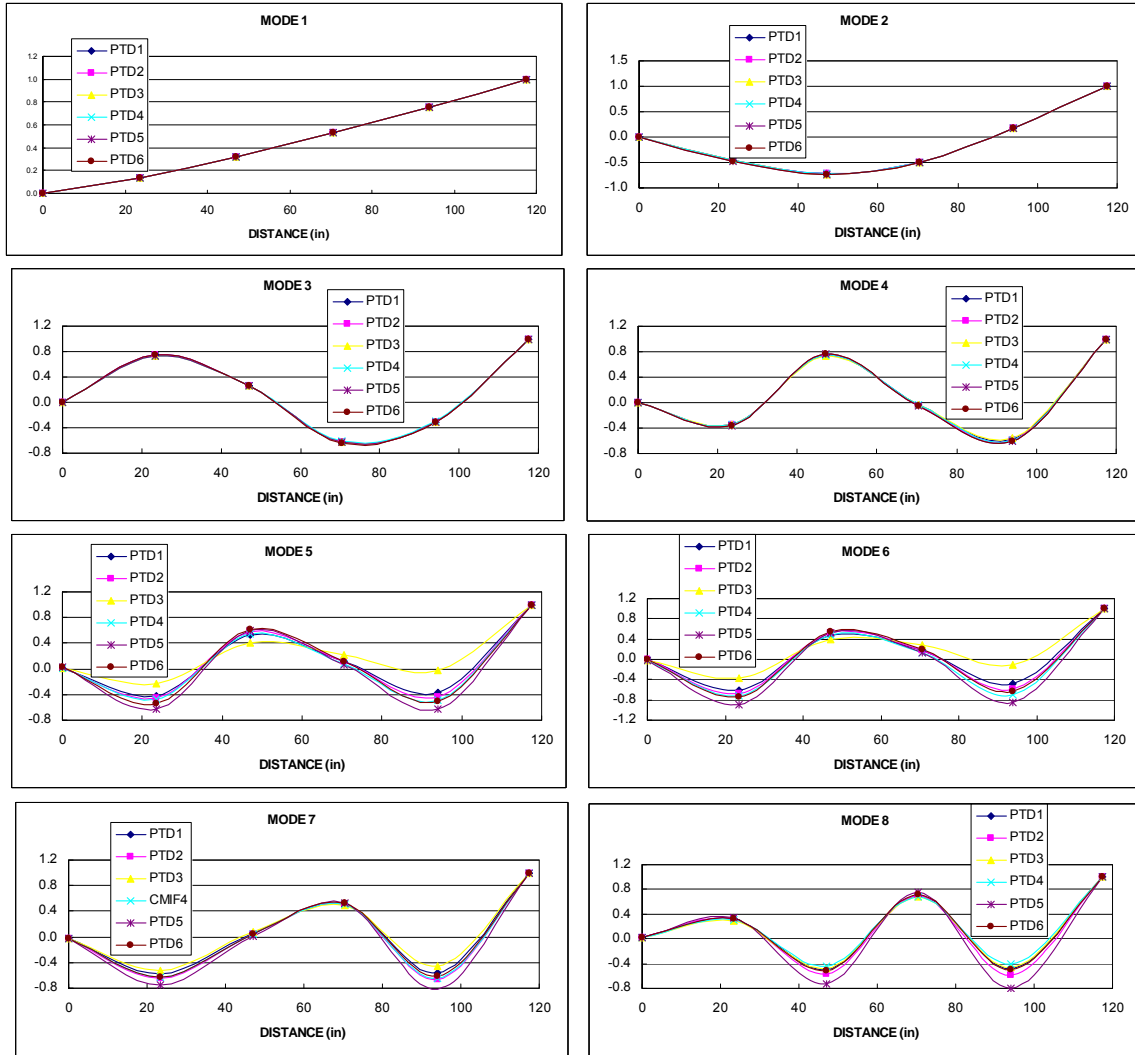 MODE 1
PTD1
PTD2
PTD3
PTD4
PTD5
PTD6
1.2
1.0
0.8
0.6
0.4
0.2
0.0
0 20 40 60 80 100 120
DISTANCE (in)
MODE 2
PTD1
PTD2
PTD3
PTD4
PTD5
PTD6
1.5
1.0
0.5
0.0
-0.5
-1.0
0 20 40 60 80 100 120
DISTANCE (in)
MODE 3
PTD1
PTD2
PTD3
PTD4
PTD5
PTD6
1.2
0.8
0.4
0.0
-0.4
-0.8
0 20 40 60 80 100 120
DISTANCE (in)
MODE 4
PTD1
PTD2
PTD3
PTD4
PTD5
PTD6
1.2
0.8
0.4
0.0
-0.4
-0.8
0 20 40 60 80 100 120
DISTANCE (in)
MODE 5
PTD1
PTD2
PTD3
PTD4
PTD5
PTD6
1.2
0.8
0.4
0.0
-0.4
-0.8
0 20 40 60 80 100 120
DISTANCE (in)
MODE 6
PTD1
PTD2
PTD3
PTD4
PTD5
PTD6
1.2
0.8
0.4
0.0
-0.4
-0.8
-1.2
0 20 40 60 80 100 120
DISTANCE (in)
MODE 7
PTD1
PTD2
PTD3
CMIF4
PTD5
PTD6
1.2
0.8
0.4
0.0
-0.4
-0.8
0 20 40 60 80 100 120
DISTANCE (in)
MODE 8
PTD1
PTD2
PTD3
PTD4
PTD5
PTD6
1.2
0.8
0.4
0.0
-0.4
-0.8
0 20 40 60 80 100 120
DISTANCE (in)